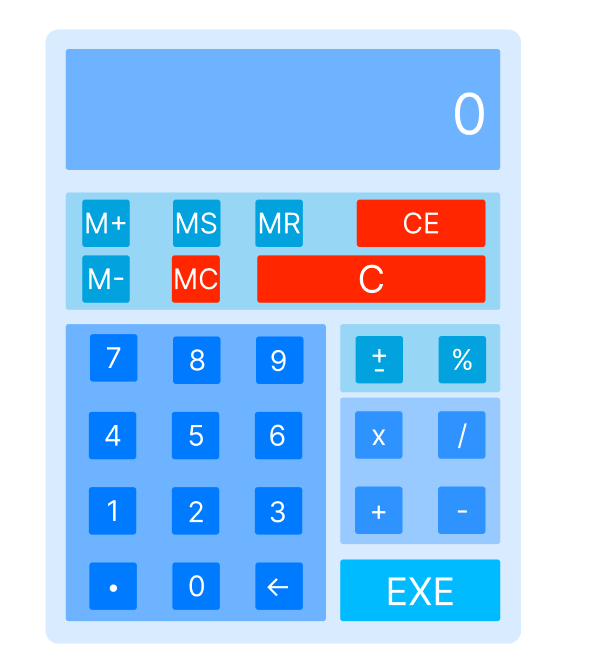 0
M+ MS MR CE
M- MC C
7 8 9 ± %
4 5 6 x /
1 2 3 + -
• 0 ← EXE